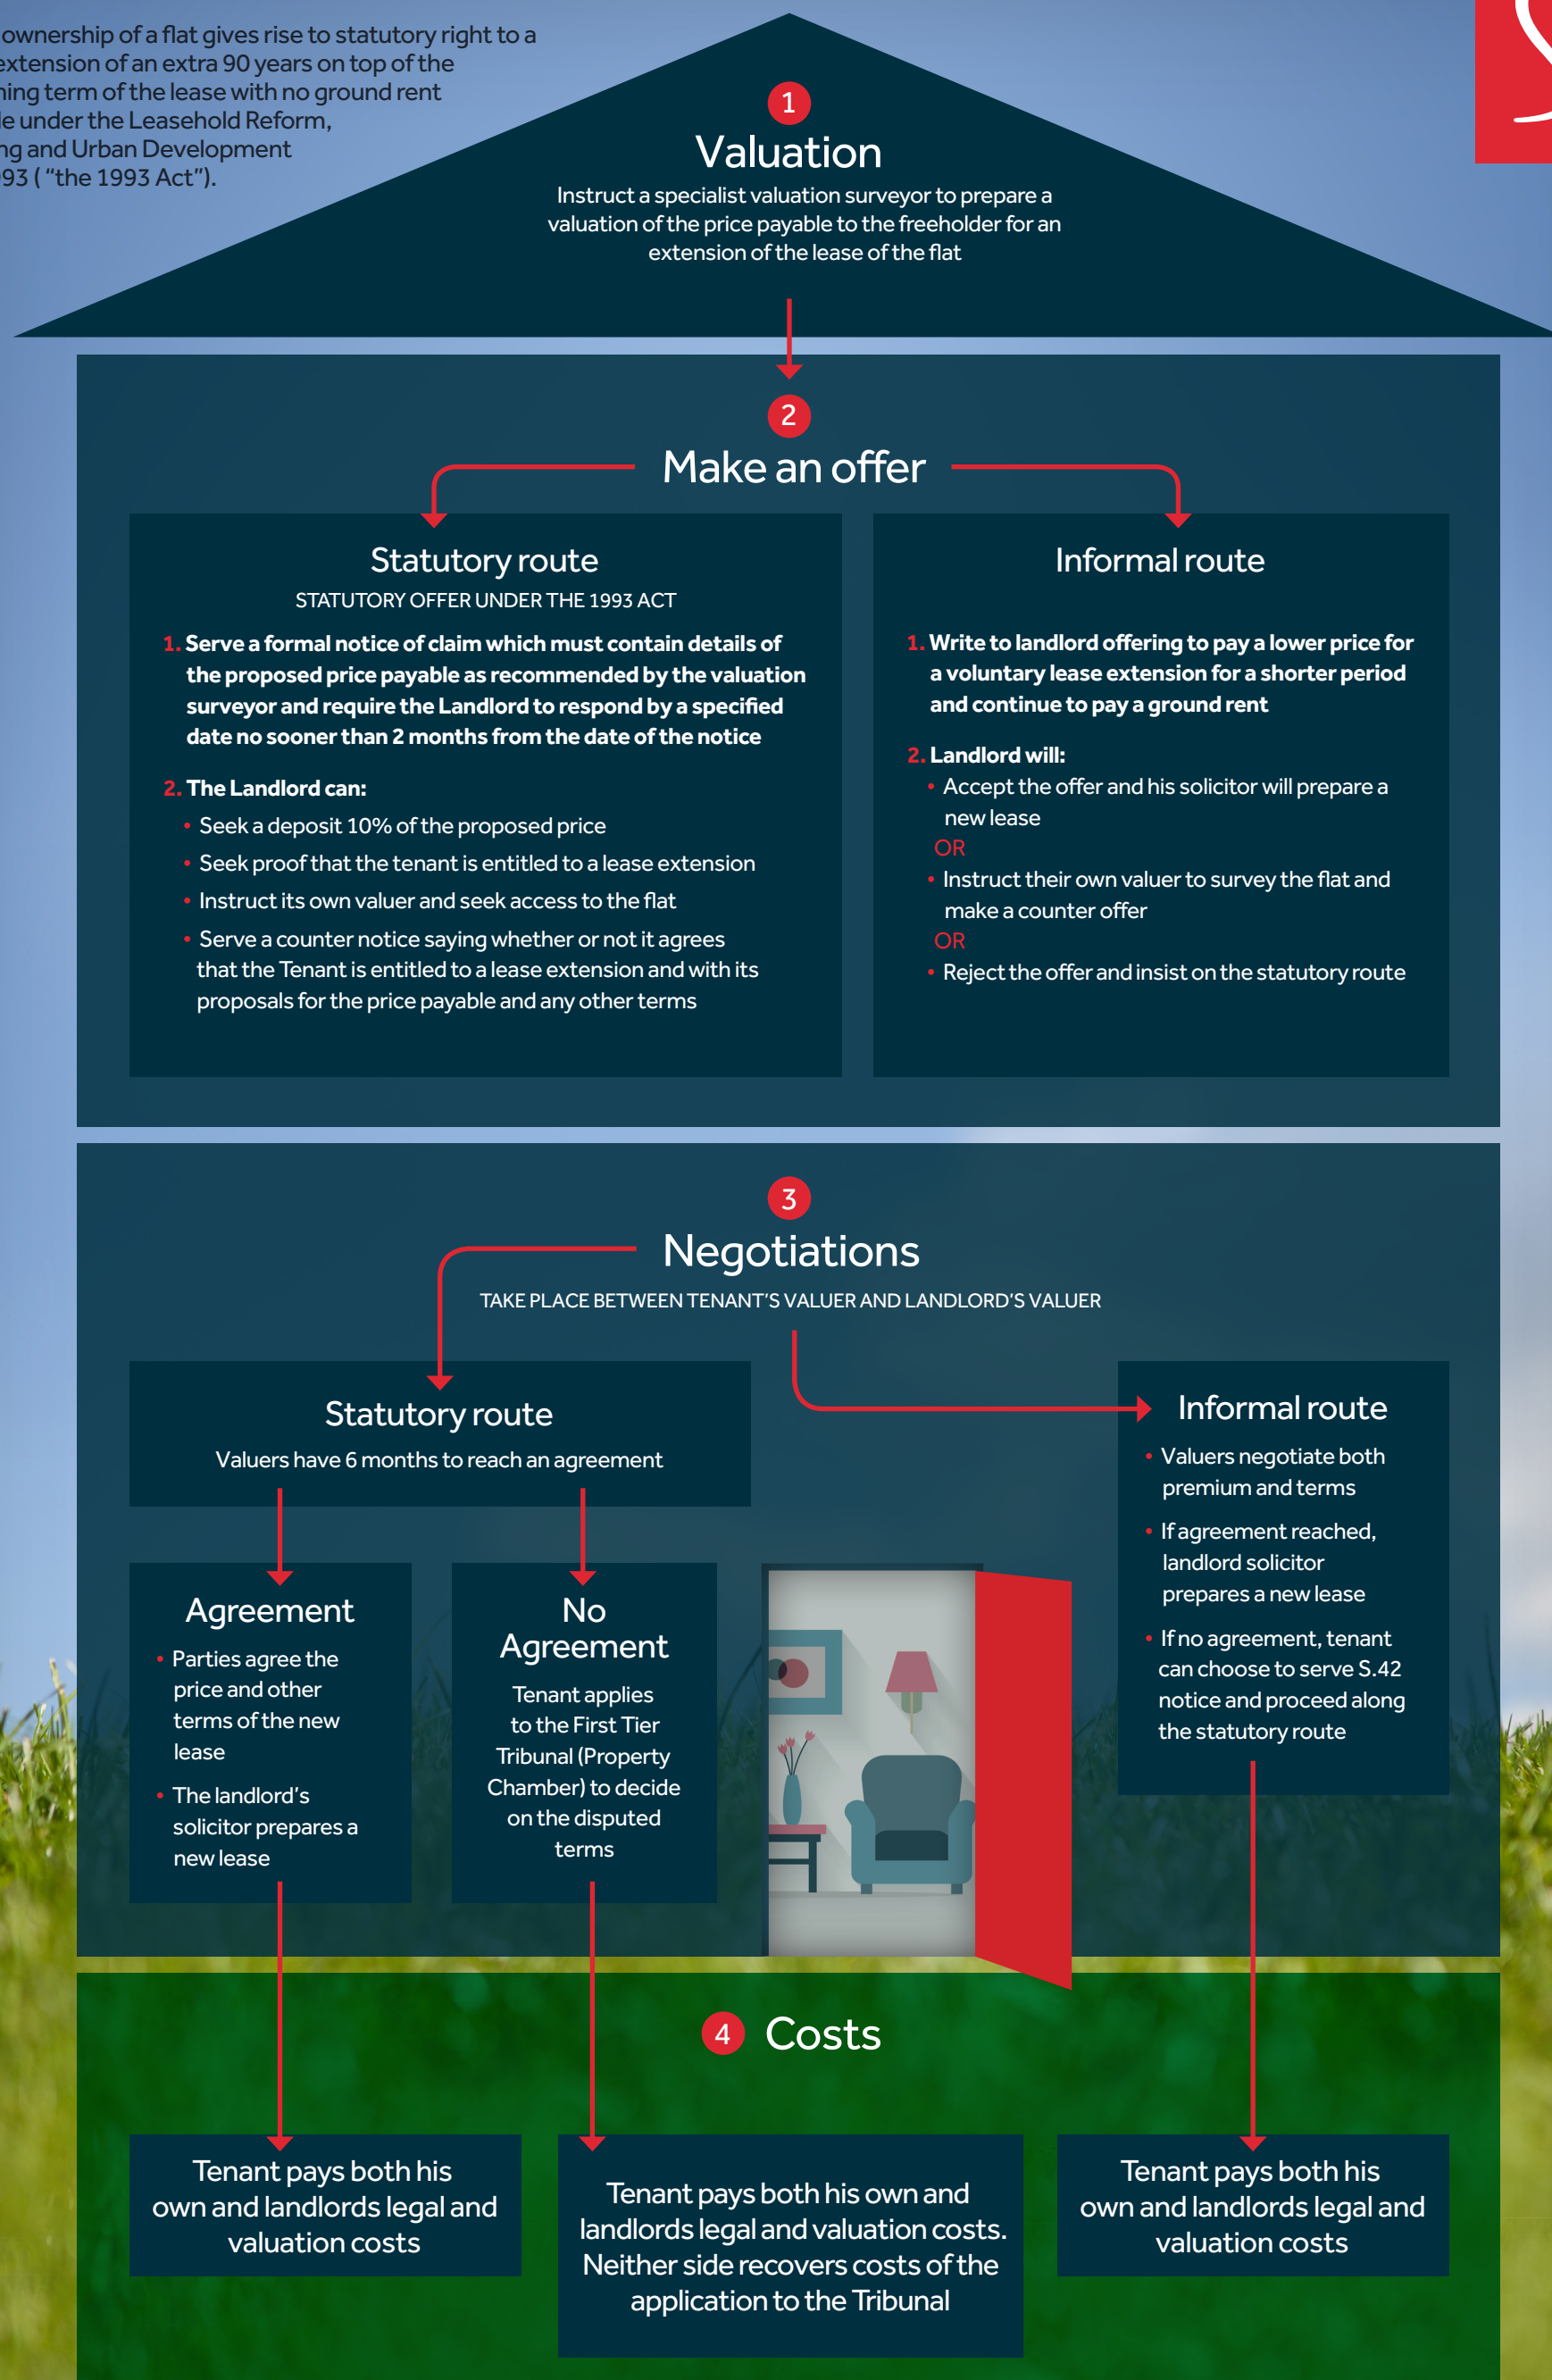 ownership of a flat gives rise to statutory right to a
extension of an extra 90 years on top of the
term of the lease with no ground rent
under the Leasehold Reform,
and Urban Development
93 ( “the 1993 Act”).
1
Valuation
Instruct a specialist valuation surveyor to prepare a
valuation of the price payable to the freeholder for an
extension of the lease of the flat
2
Make an offer
Statutory route
STATUTORY OFFER UNDER THE 1993 ACT
1. Serve a formal notice of claim which must contain details of
the proposed price payable as recommended by the valuation
surveyor and require the Landlord to respond by a specified
date no sooner than 2 months from the date of the notice
2. The Landlord can:
• Seek a deposit 10% of the proposed price
• Seek proof that the tenant is entitled to a lease extension
• Instruct its own valuer and seek access to the flat
• Serve a counter notice saying whether or not it agrees
that the Tenant is entitled to a lease extension and with its
proposals for the price payable and any other terms
Informal route
1. Write to landlord offering to pay a lower price for
a voluntary lease extension for a shorter period
and continue to pay a ground rent
2. Landlord will:
• Accept the offer and his solicitor will prepare a
new lease
OR
• Instruct their own valuer to survey the flat and
make a counter offer
OR
• Reject the offer and insist on the statutory route
3
Negotiations
TAKE PLACE BETWEEN TENANT’S VALUER AND LANDLORD’S VALUER
Statutory route
Valuers have 6 months to reach an agreement
Agreement
• Parties agree the
price and other
terms of the new
lease
• The landlord’s
solicitor prepares a
new lease
No
Agreement
Tenant applies
to the First Tier
Tribunal (Property
Chamber) to decide
on the disputed
terms
Informal route
• Valuers negotiate both
premium and terms
• If agreement reached,
landlord solicitor
prepares a new lease
• If no agreement, tenant
can choose to serve S.42
notice and proceed along
the statutory route
4 Costs
Tenant pays both his
own and landlords legal and
valuation costs
Tenant pays both his own and
landlords legal and valuation costs.
Neither side recovers costs of the
application to the Tribunal
Tenant pays both his
own and landlords legal and
valuation costs